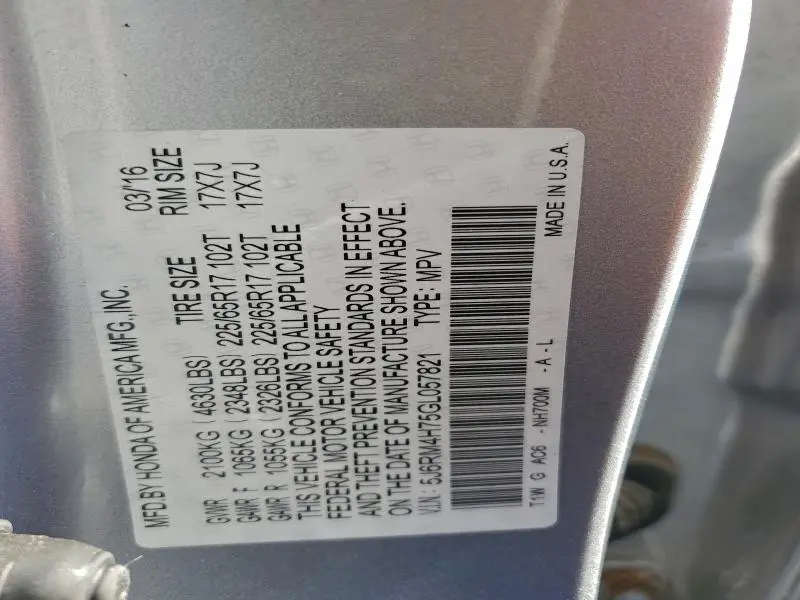 MFD.BY HONDA OF AMERICA MFG.,INC. 03/'16
TIRE SIZE RIM SIZE
GVWR 2100KG (4630LBS)
GAWR F 1065KG (2348LBS) 225/65R17 102T 17X7J
GAWR R 1055KG (2326LBS) 225/65R17 102T 17X7J
THIS VEHICLE CONFORMS TO ALL APPLICABLE
FEDERAL MOTOR VEHICLE SAFETY
AND THEFT PREVENTION STANDARDS IN EFFECT
ON THE DATE OF MANUFACTURE SHOWN ABOVE.
V.I.N: 5J6RM4H75GL057821 TYPE: MPV
T1W G AC6 -NH700M -A-L
MADE IN U.S.A.